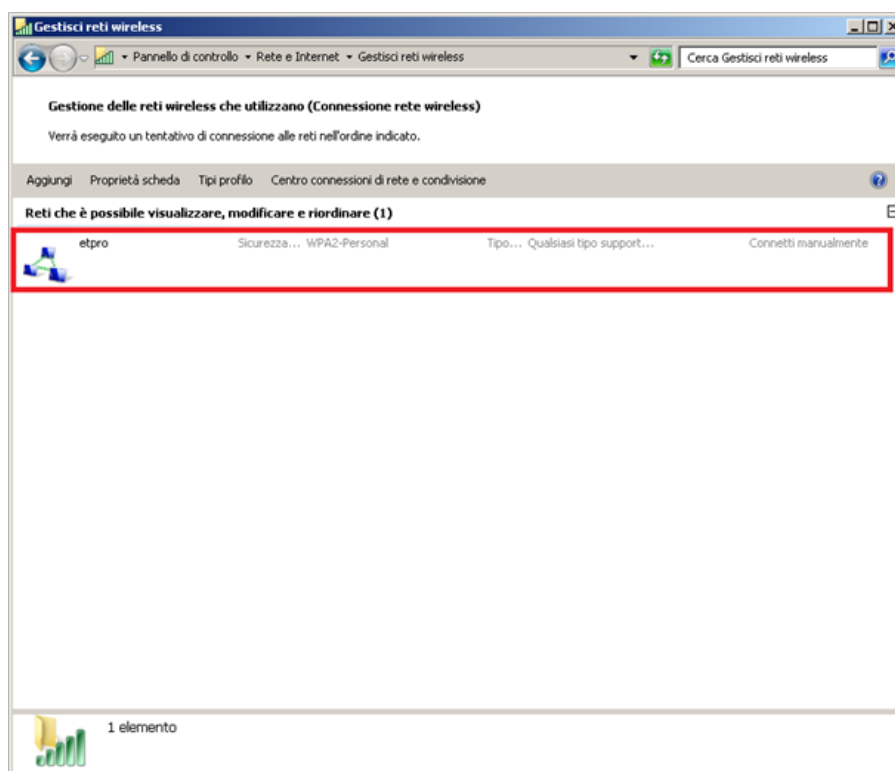 Gestisci reti wireless
Pannello di controllo Rete e Internet Gestisci reti wireless Cerca Gestisci reti wireless
Gestione delle reti wireless che utilizzano (Connessione rete wireless)
Verrà eseguito un tentativo di connessione alle reti nell'ordine indicato.
Aggiungi Proprietà scheda Tipi profilo Centro connessioni di rete e condivisione
Reti che è possibile visualizzare, modificare e riordinare (1)
etpro Sicurezza... WPA2-Personal Tipo... Qualsiasi tipo support... Connetti manualmente
1 elemento